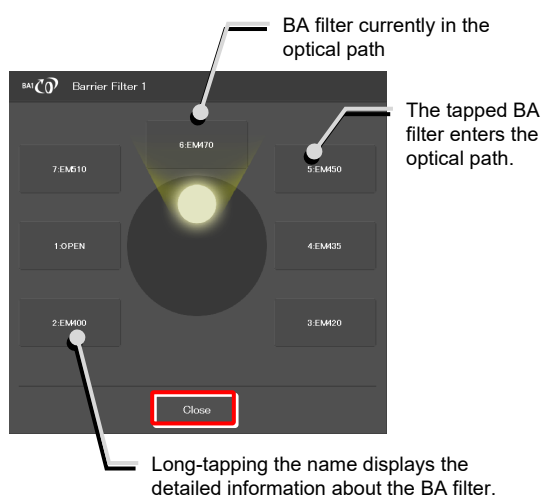 BA filter currently in the
optical path
BA1 Barrier Filter 1
The tapped BA
filter enters the
optical path.
6:EM470
7:EM510
5:EM450
1:OPEN
4:EM435
2:EM400
3:EM420
Close
Long-tapping the name displays the
detailed information about the BA filter.